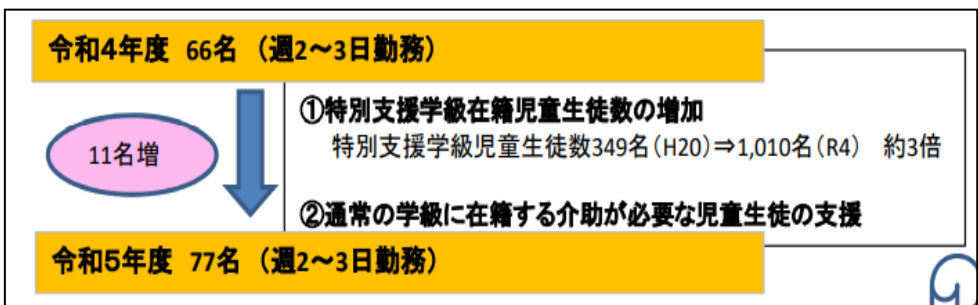 令和4年度 66名 （週2～3日勤務）
①特別支援学級在籍児童生徒数の増加
特別支援学級児童生徒数349名（H20）⇒1,010名（R4） 約3倍
11名増
②通常の学級に在籍する介助が必要な児童生徒の支援
令和5年度 77名 （週2～3日勤務）